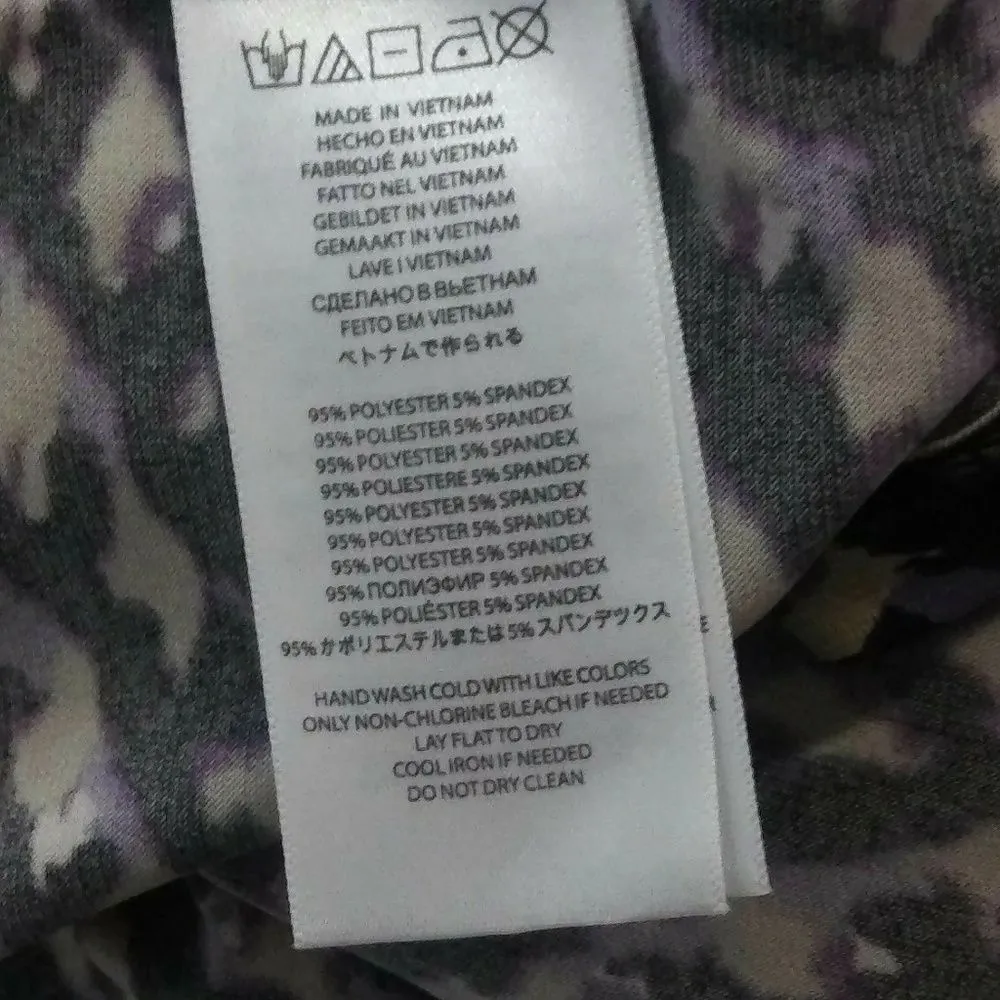 MADE IN VIETNAM
HECHO EN VIETNAM
FABRIQUÉ AU VIETNAM
FATTO NEL VIETNAM
GEBILDET IN VIETNAM
GEMAAKT IN VIETNAM
LAVE I VIETNAM
СДЕЛАНО В ВЬЕТНАМ
FEITO EM VIETNAM
ベトナムで作られる
95% POLYESTER 5% SPANDEX
95% POLIESTER 5% SPANDEX
95% POLYESTER 5% SPANDEX
95% POLIESTERE 5% SPANDEX
95% POLYESTER 5% SPANDEX
95% POLYESTER 5% SPANDEX
95% POLYESTER 5% SPANDEX
95% ПОЛИЭФИР 5% SPANDEX
95% POLIÉSTER 5% SPANDEX
95% かポリエステルまたは 5% スパンデックス
E
HAND WASH COLD WITH LIKE COLORS
ONLY NON-CHLORINE BLEACH IF NEEDED
LAY FLAT TO DRY
COOL IRON IF NEEDED
DO NOT DRY CLEAN